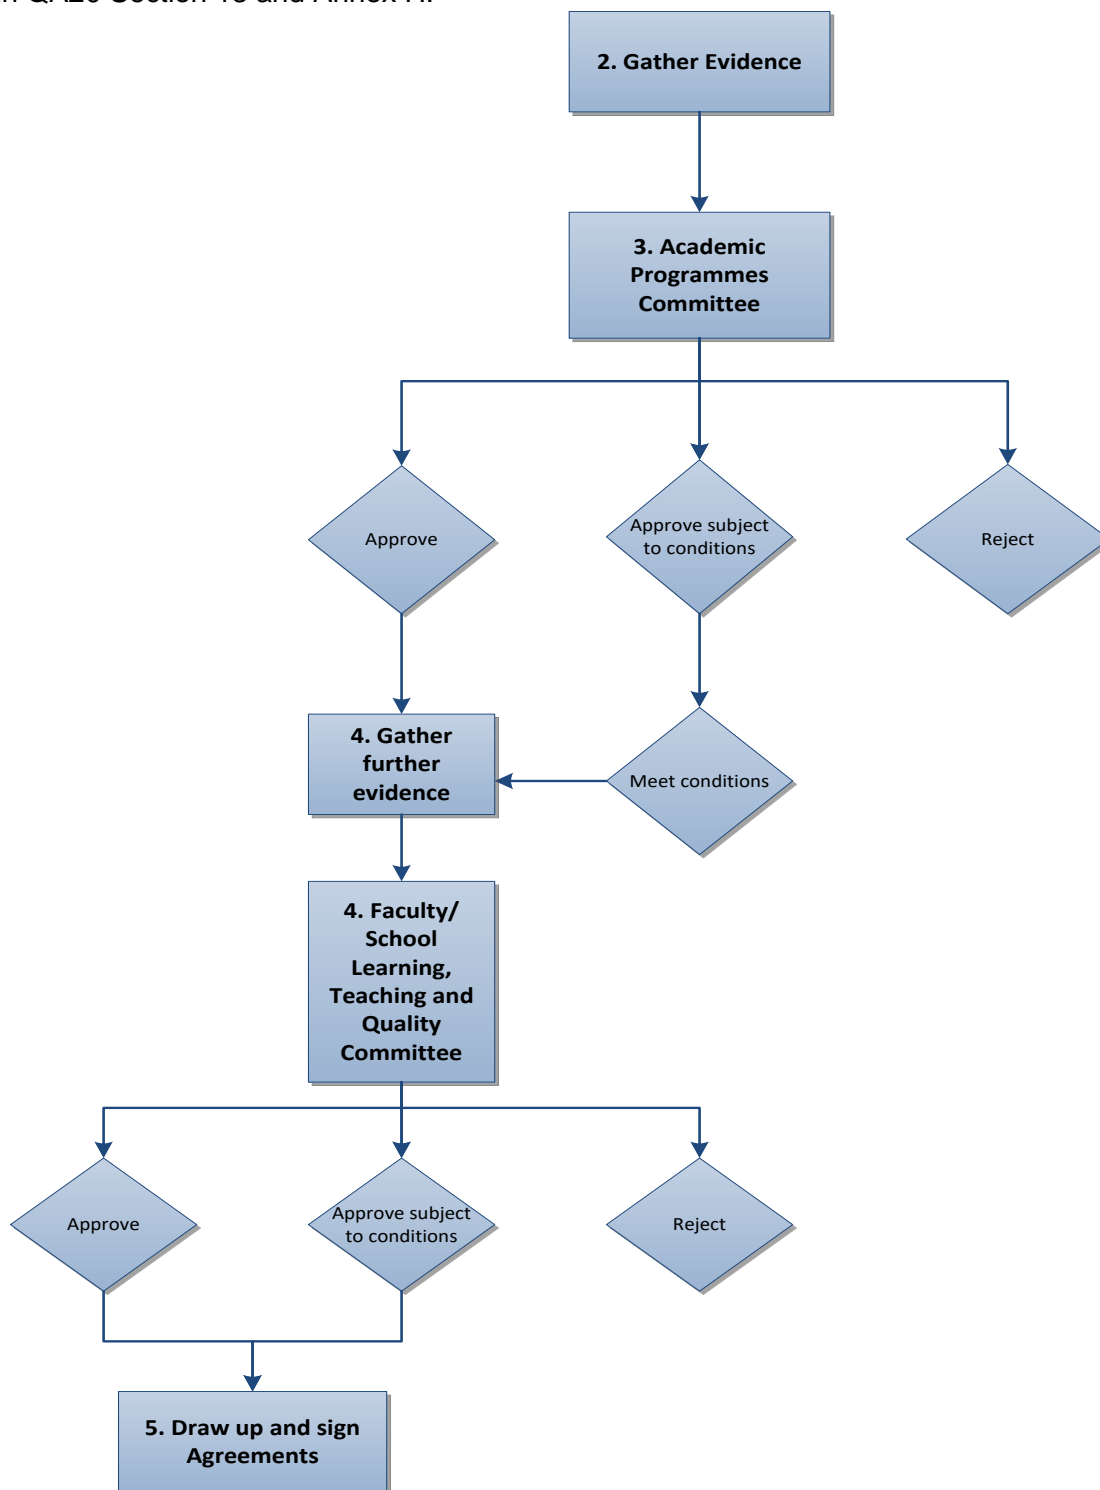 2. Gather Evidence
3. Academic
Programmes
Committee
Approve
Approve subject
to conditions
Reject
4. Gather
further
evidence
Meet conditions
4. Faculty/
School
Learning,
Teaching and
Quality
Committee
Approve
Approve subject
to conditions
Reject
5. Draw up and sign
Agreements